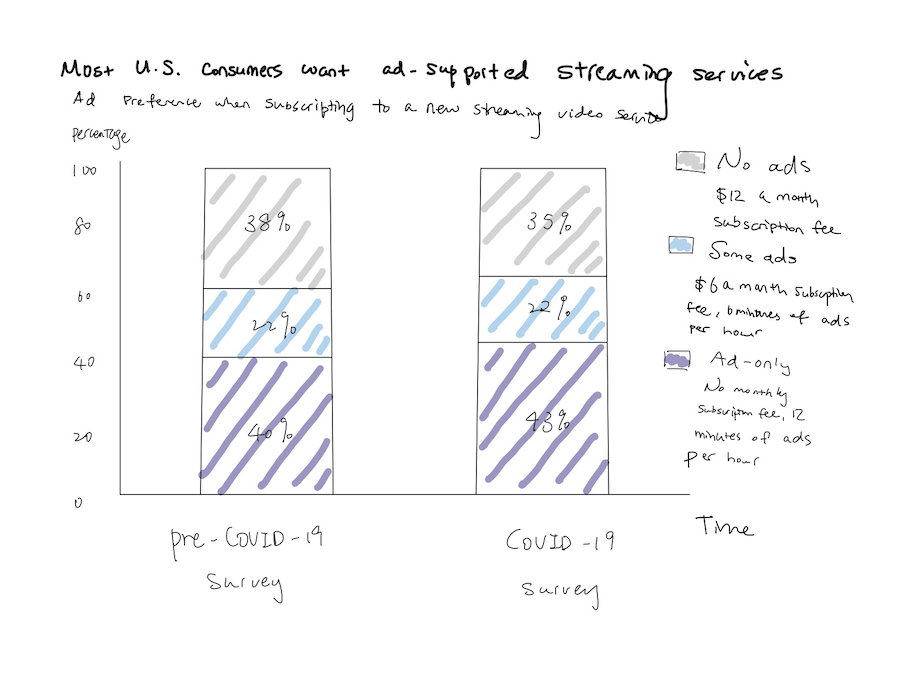 Most U.S. Consumers want ad-supported streaming services
Ad Preference when subscripting to a new streaming video service
percentage
100
80
60
40
20
0
38%
22%
40%
35%
22%
43%
pre-COVID-19
survey
COVID-19
survey
Time
No ads
$12 a month
subscription fee
Some ads
$6 a month subscription
fee, 6 minutes of ads
per hour
Ad-only
No monthly
subscription fee, 12
minutes of ads
per hour